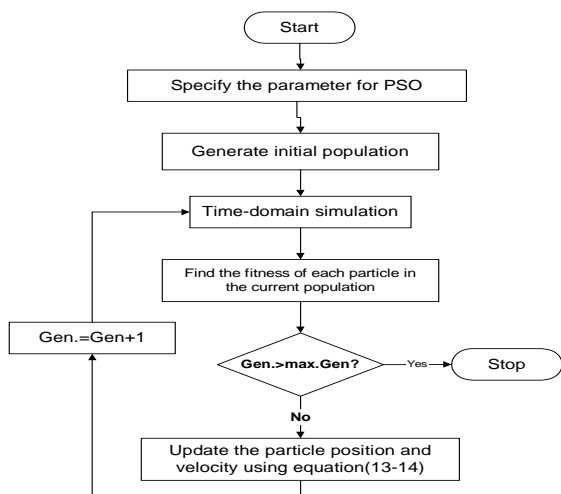 Start
Specify the parameter for PSO
Generate initial population
Time-domain simulation
Find the fitness of each particle in
the current population
Gen.=Gen+1
Gen.>max.Gen?
Yes
Stop
No
Update the particle position and
velocity using equation(13-14)